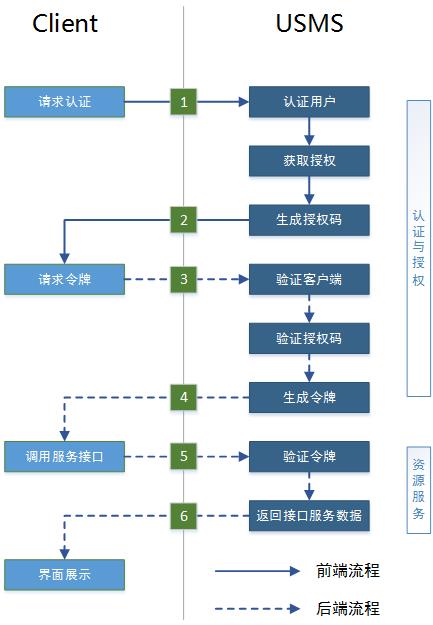 Client
USMS
请求认证
1
认证用户
获取授权
2
生成授权码
认证与授权
请求令牌
3
验证客户端
验证授权码
4
生成令牌
调用服务接口
5
验证令牌
资源服务
6
返回接口服务数据
界面展示
前端流程
后端流程